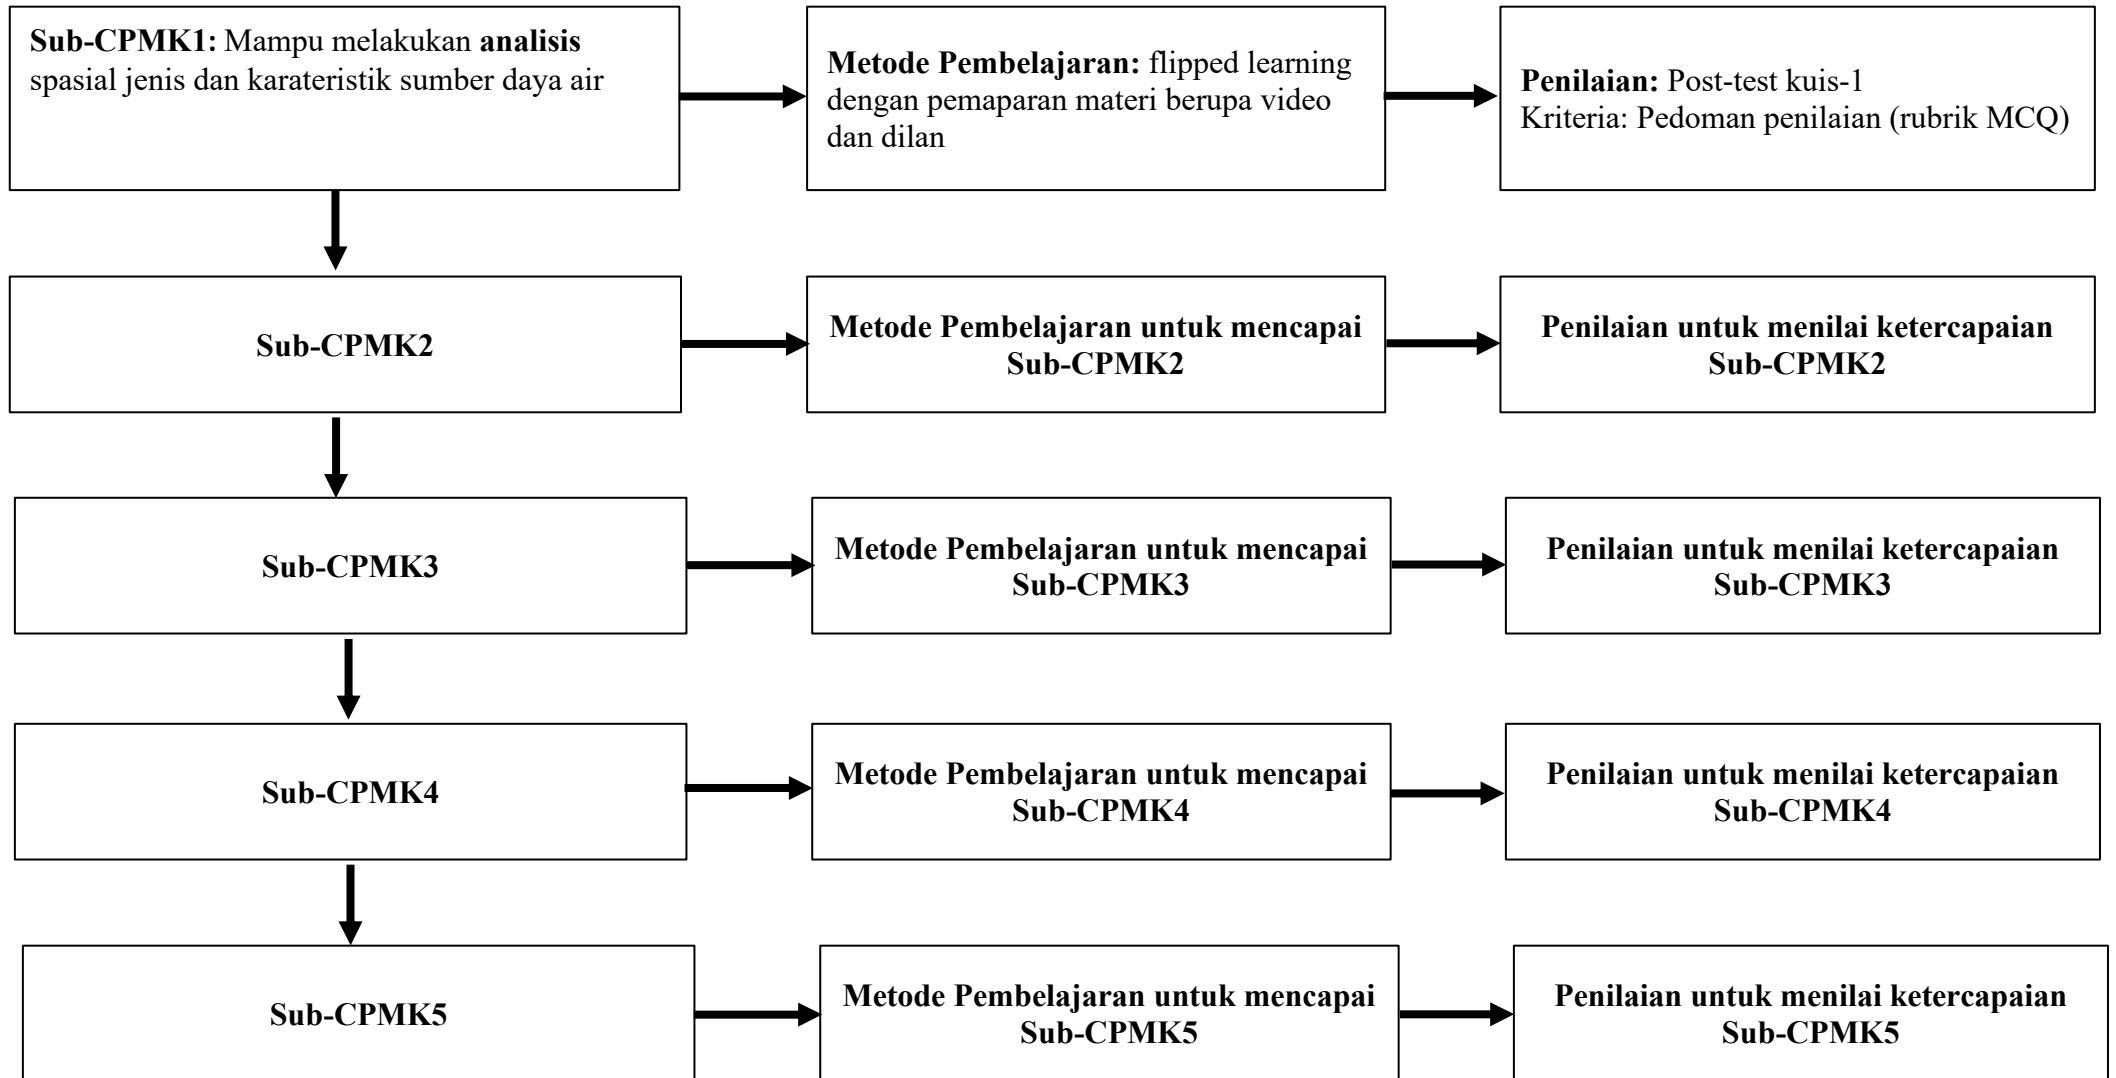 Sub-CPMK1: Mampu melakukan analisis
spasial jenis dan karateristik sumber daya air
Metode Pembelajaran: flipped learning
dengan pemaparan materi berupa video
dan dilan
Penilaian: Post-test kuis-1
Kriteria: Pedoman penilaian (rubrik MCQ)
Sub-CPMK2
Metode Pembelajaran untuk mencapai
Sub-CPMK2
Penilaian untuk menilai ketercapaian
Sub-CPMK2
Sub-CPMK3
Metode Pembelajaran untuk mencapai
Sub-CPMK3
Penilaian untuk menilai ketercapaian
Sub-CPMK3
Sub-CPMK4
Metode Pembelajaran untuk mencapai
Sub-CPMK4
Penilaian untuk menilai ketercapaian
Sub-CPMK4
Sub-CPMK5
Metode Pembelajaran untuk mencapai
Sub-CPMK5
Penilaian untuk menilai ketercapaian
Sub-CPMK5